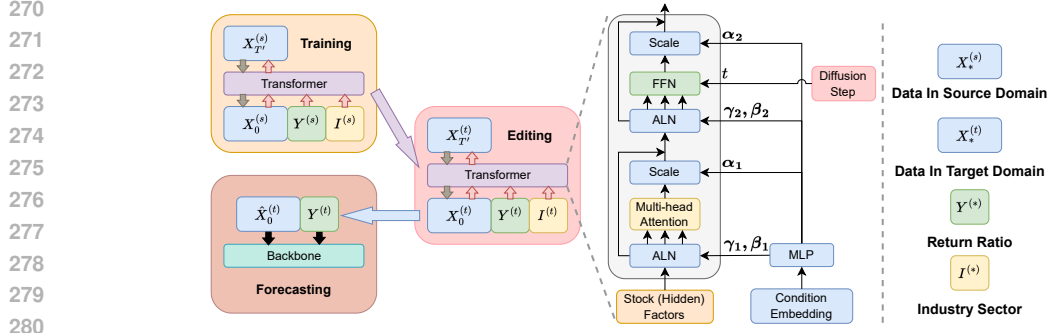 270
271
272
273
274
275
276
277
278
279
280
Training
X_{T'}^{(s)}
Transformer
X_0^{(s)} Y^{(s)} I^{(s)}
Editing
X_{T'}^{(t)}
Transformer
X_0^{(t)} Y^{(t)} I^{(t)}
X̂_0^{(t)} Y^{(t)}
Backbone
Forecasting
Scale
α_2
FFN
t
Diffusion
Step
ALN
γ_2, β_2
Scale
α_1
Multi-head
Attention
ALN
γ_1, β_1
MLP
Stock (Hidden)
Factors
Condition
Embedding
X_*^{(s)}
Data In Source Domain
X_*^{(t)}
Data In Target Domain
Y^{(*)}
Return Ratio
I^{(*)}
Industry Sector